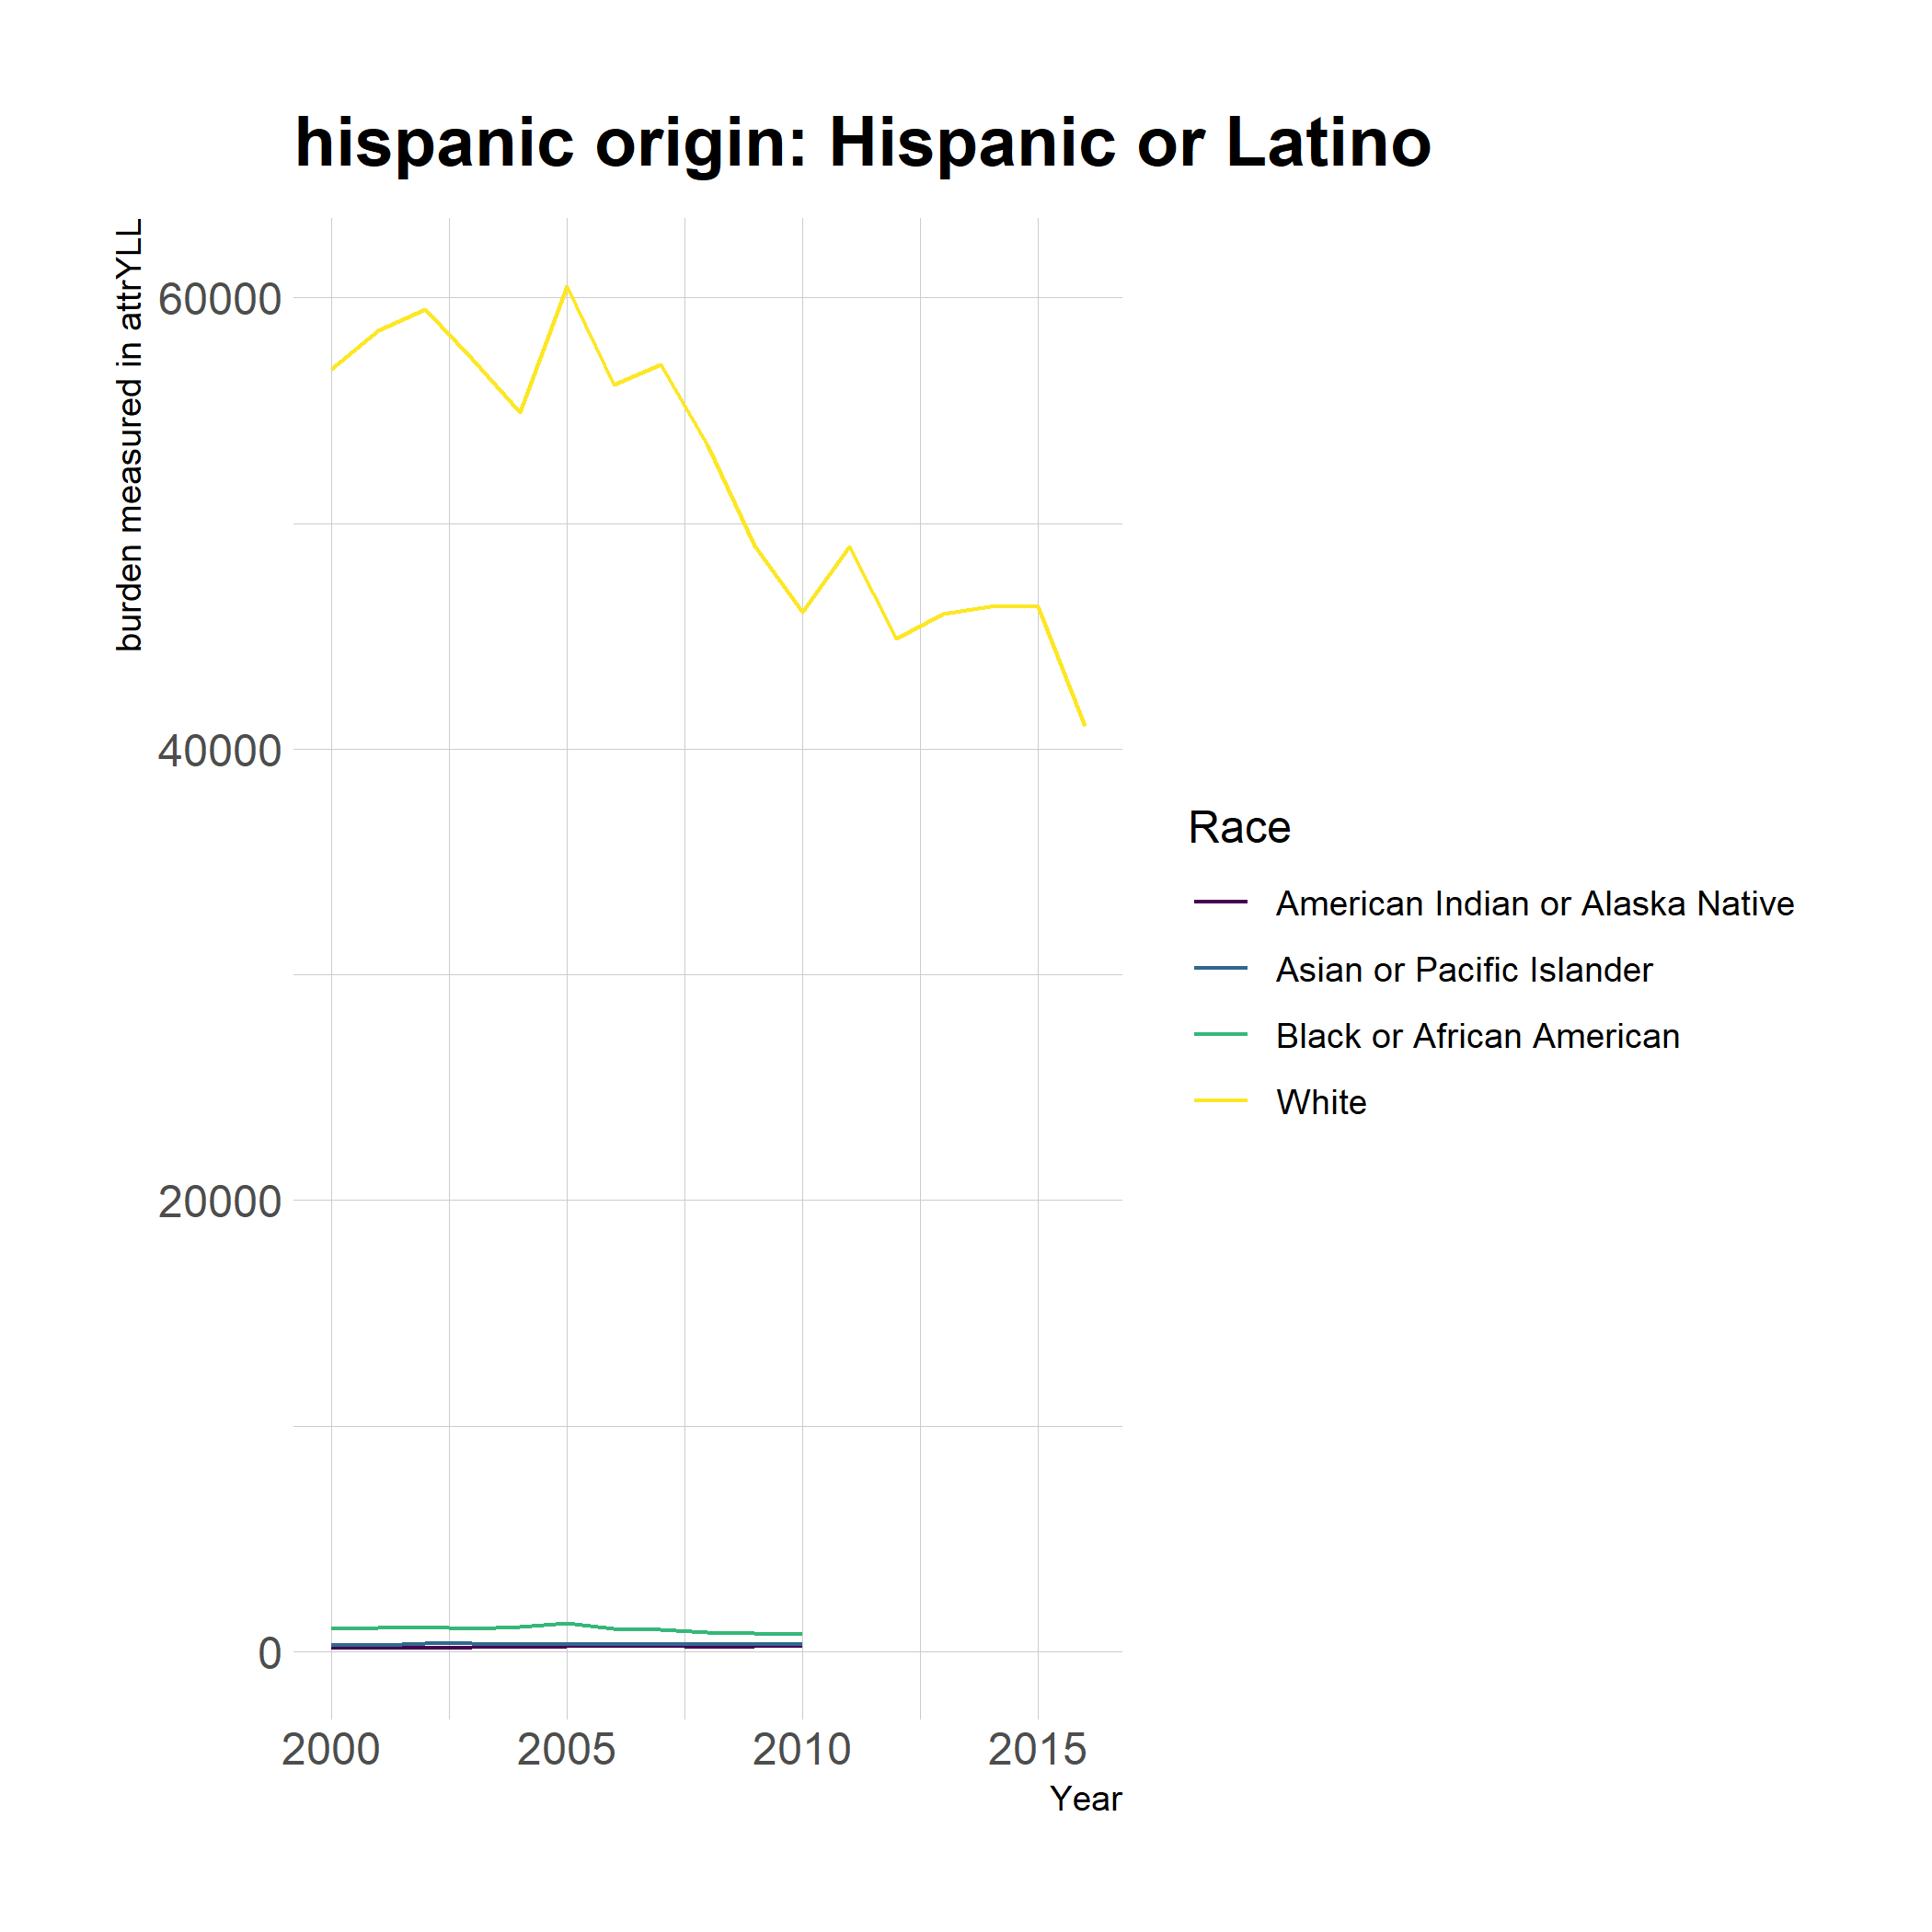 hispanic origin: Hispanic or Latino
burden measured in attrYLL
60000
40000
20000
0
2000 2005 2010 2015
Year
Race
American Indian or Alaska Native
Asian or Pacific Islander
Black or African American
White